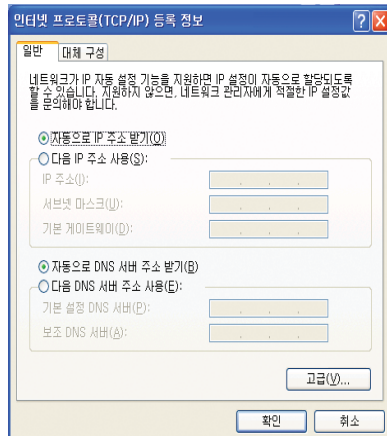 인터넷 프로토콜(TCP/IP) 등록 정보
일반
대체 구성
네트워크가 IP 자동 설정 기능을 지원하면 IP 설정이 자동으로 할당되도록
할 수 있습니다. 지원하지 않으면, 네트워크 관리자에게 적절한 IP 설정값
을 문의해야 합니다.
자동으로 IP 주소 받기(O)
다음 IP 주소 사용(S):
IP 주소(I):
서브넷 마스크(U):
기본 게이트웨이(D):
자동으로 DNS 서버 주소 받기(B)
다음 DNS 서버 주소 사용(E):
기본 설정 DNS 서버(P):
보조 DNS 서버(A):
고급(V)...
확인
취소